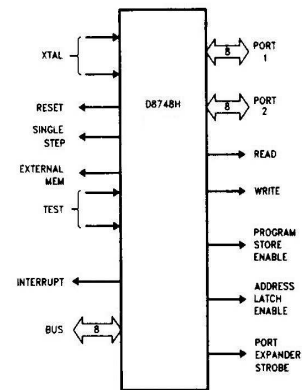 XTAL
RESET
SINGLE
STEP
EXTERNAL
MEM
TEST
INTERRUPT
BUS
8
D8748H
8
PORT
1
8
PORT
2
READ
WRITE
PROGRAM
STORE
ENABLE
ADDRESS
LATCH
ENABLE
PORT
EXPANDER
STROBE